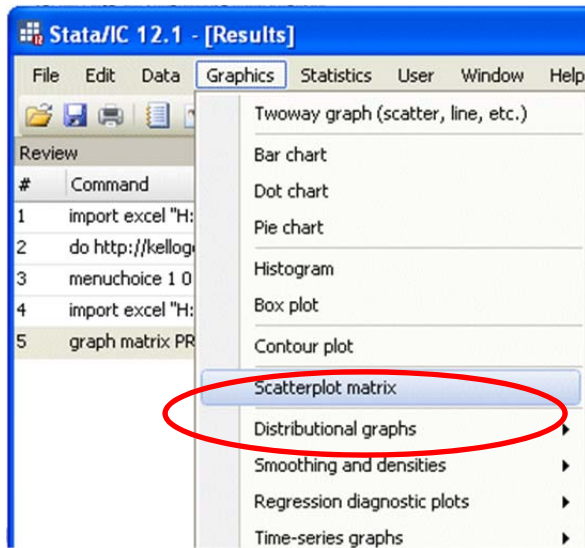 Stata/IC 12.1 - [Results]
File Edit Data Graphics Statistics User Window Help
Review
# Command
1 import excel "H:
2 do http://kellog
3 menuchoice 1 0
4 import excel "H:
5 graph matrix PR
Twoway graph (scatter, line, etc.)
Bar chart
Dot chart
Pie chart
Histogram
Box plot
Contour plot
Scatterplot matrix
Distributional graphs
Smoothing and densities
Regression diagnostic plots
Time-series graphs